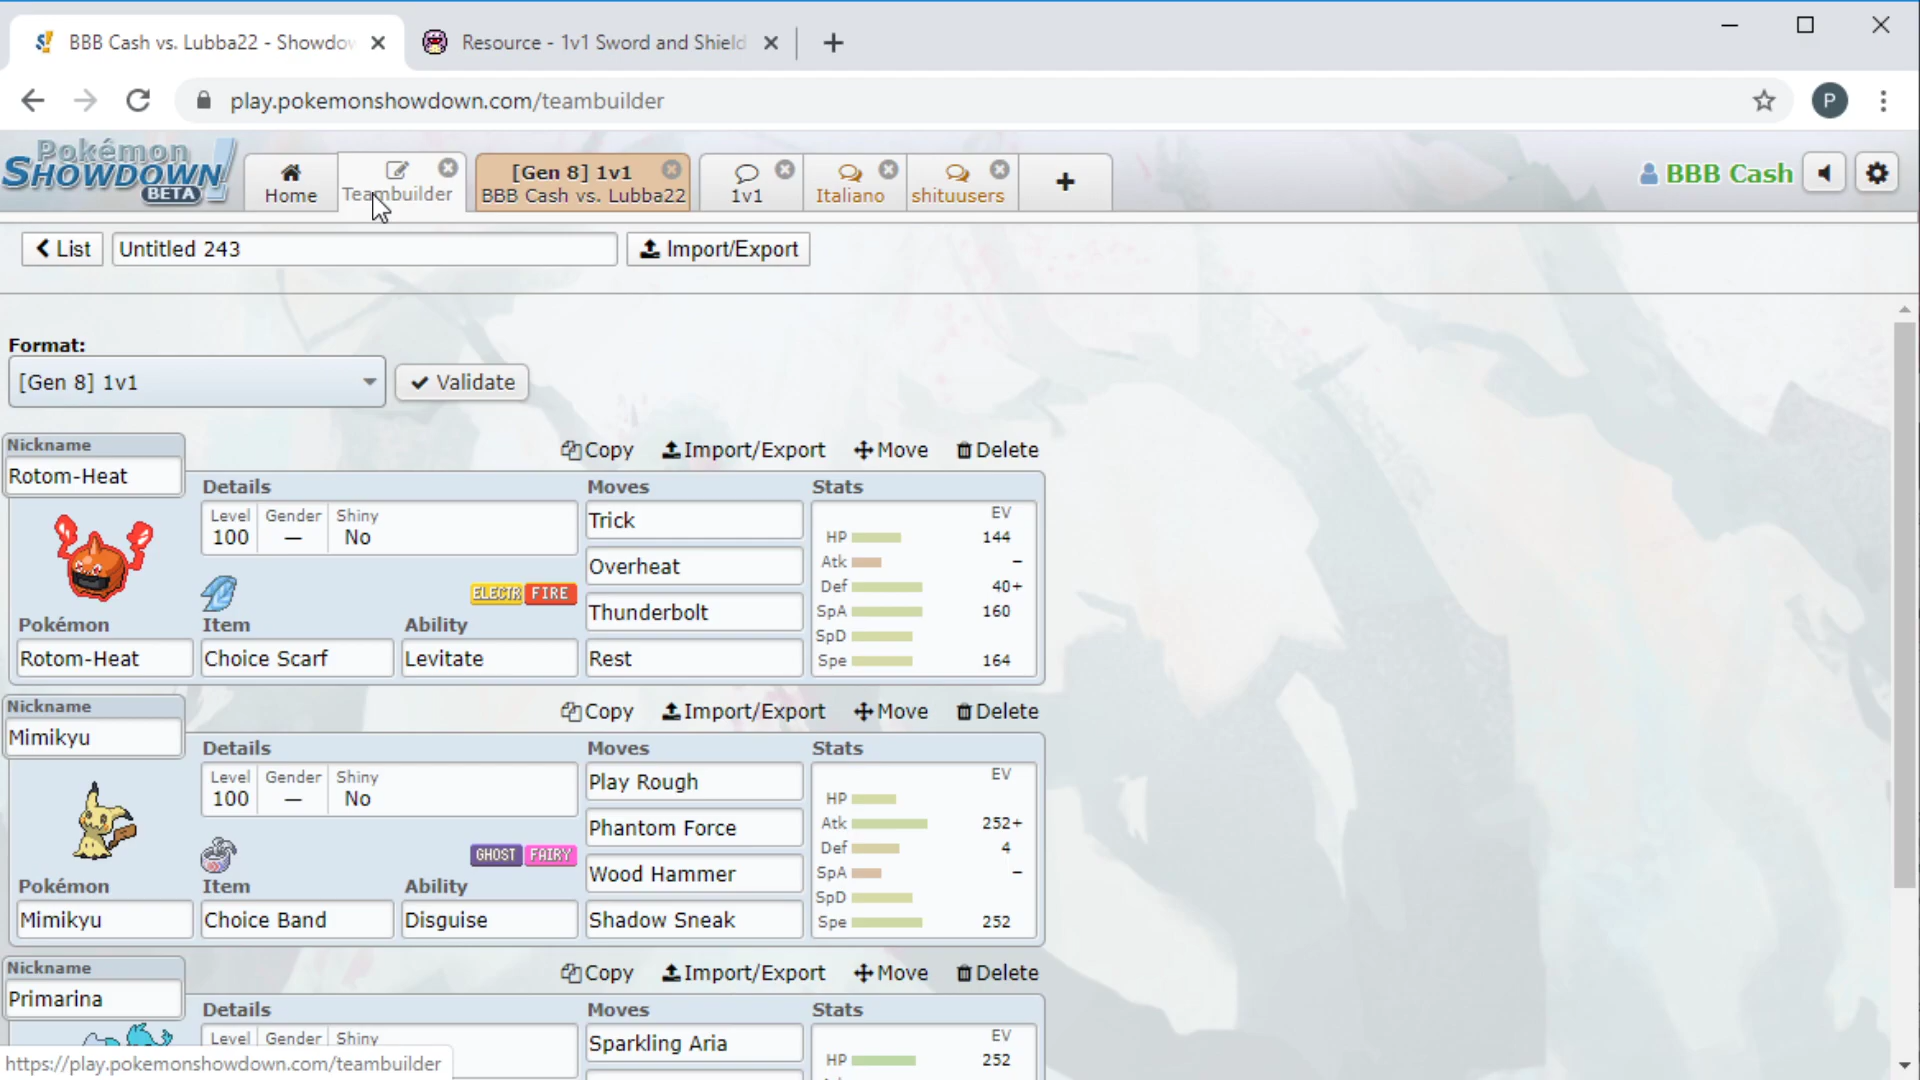 BBB Cash vs. Lubba22 - Showdow
Resource - 1v1 Sword and Shield
play.pokemonshowdown.com/teambuilder
P
Pokémon
SHOWDOWN!
BETA
Home
Teambuilder
[Gen 8] 1v1
BBB Cash vs. Lubba22
1v1
Italiano
shituusers
BBB Cash
List
Untitled 243
Import/Export
Format:
[Gen 8] 1v1
Validate
Nickname
Rotom-Heat
Copy Import/Export Move Delete
Details
Moves
Stats
Level Gender Shiny
100 — No
ELECTR FIRE
Pokémon
Item
Ability
Rotom-Heat
Choice Scarf
Levitate
Trick
Overheat
Thunderbolt
Rest
EV
HP 144
Atk –
Def 40+
SpA 160
SpD
Spe 164
Nickname
Mimikyu
Copy Import/Export Move Delete
Details
Moves
Stats
Level Gender Shiny
100 — No
GHOST FAIRY
Pokémon
Item
Ability
Mimikyu
Choice Band
Disguise
Play Rough
Phantom Force
Wood Hammer
Shadow Sneak
EV
HP
Atk 252+
Def 4
SpA –
SpD
Spe 252
Nickname
Primarina
Copy Import/Export Move Delete
Details
Moves
Stats
Level Gender Shiny
Sparkling Aria
EV
HP 252
https://play.pokemonshowdown.com/teambuilder